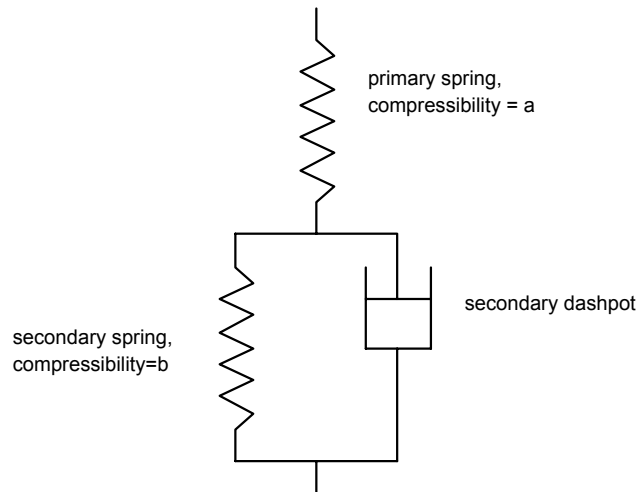 primary spring,
compressibility = a
secondary dashpot
secondary spring,
compressibility=b